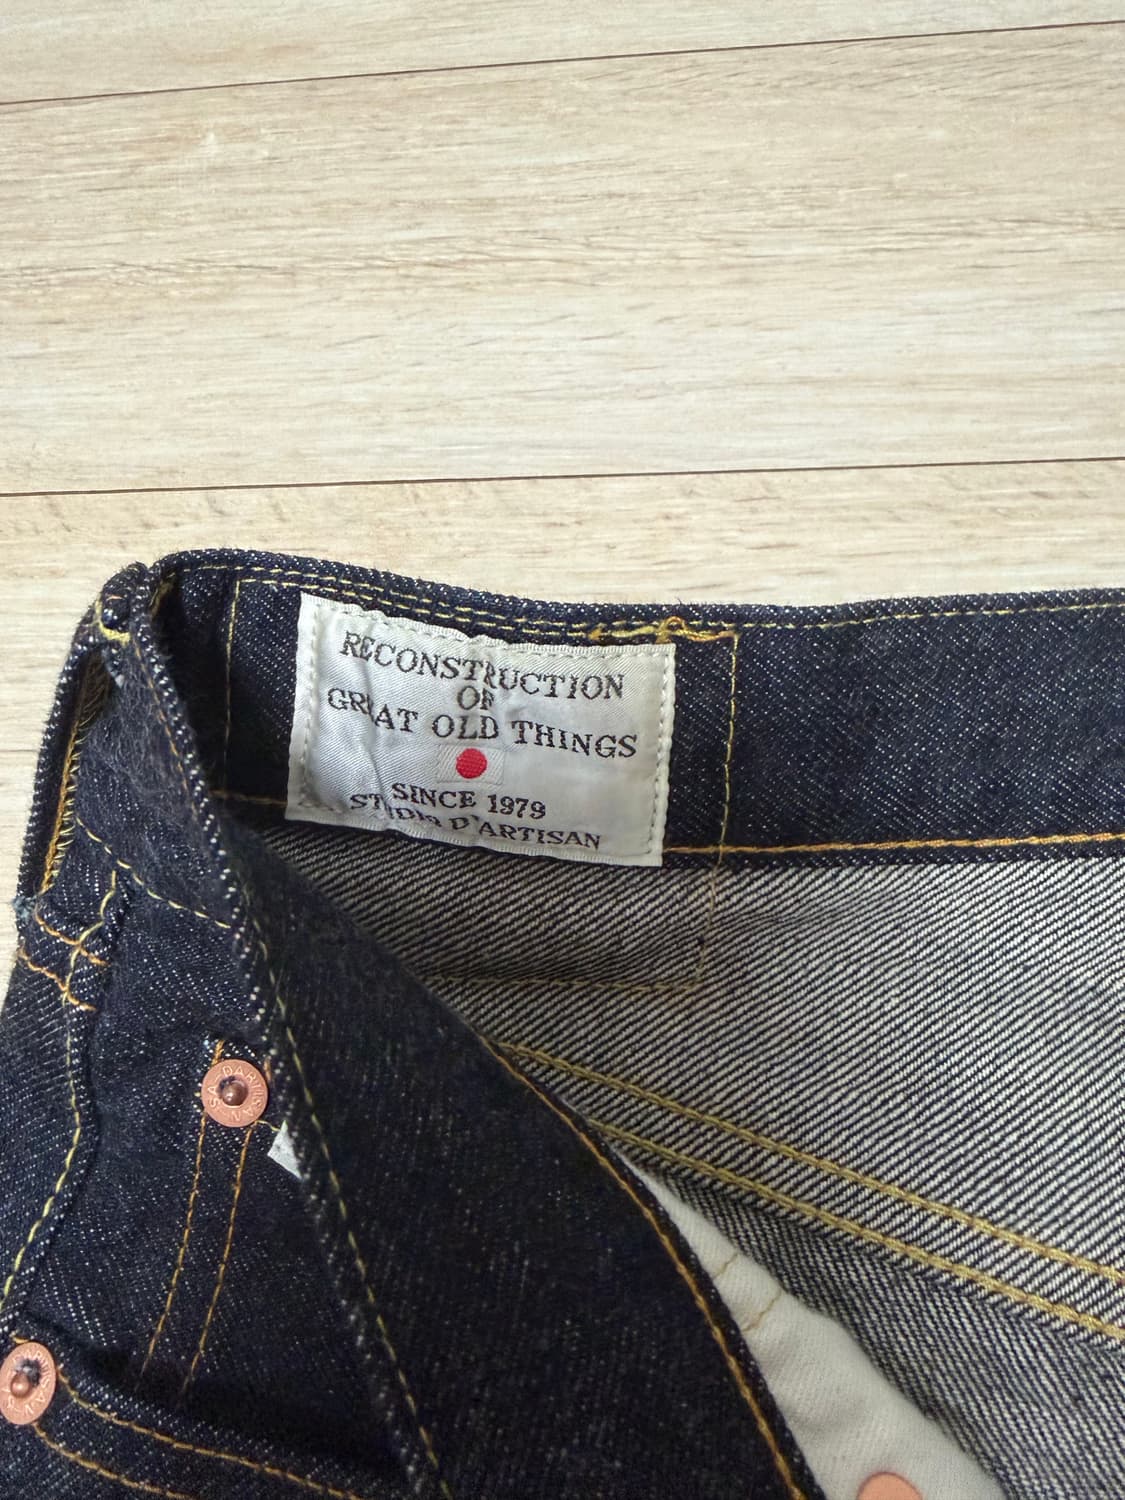 RECONSTRUCTION
OF
GREAT OLD THINGS
SINCE 1979
STUDIO D'ARTISAN